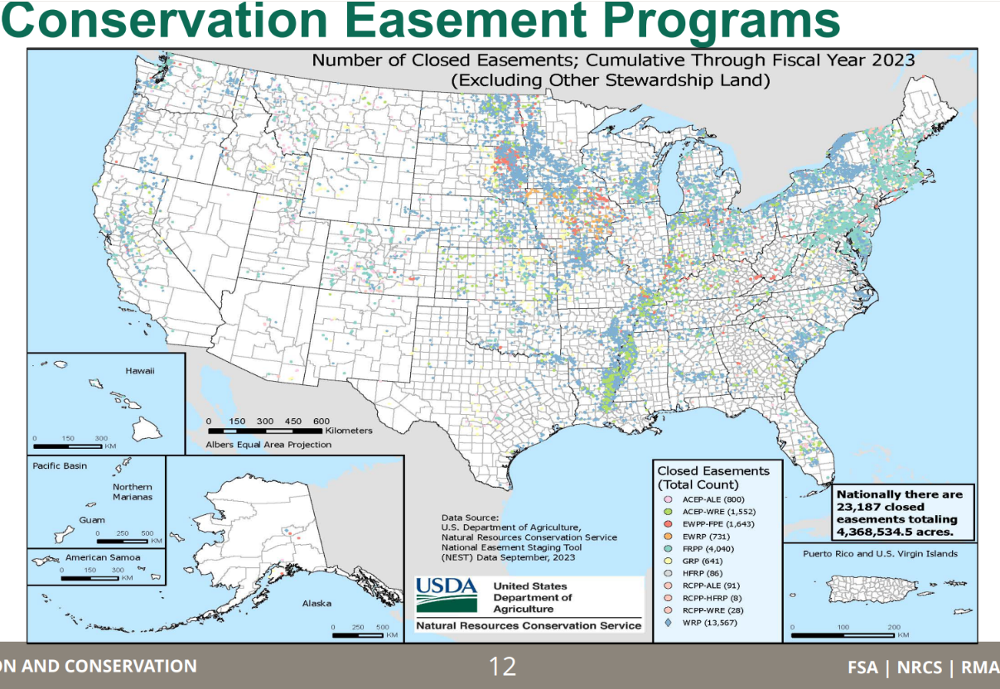 Conservation Easement Programs
Number of Closed Easements; Cumulative Through Fiscal Year 2023
(Excluding Other Stewardship Land)
Hawaii
0 150 300
KM
0 150 300 450 600
Kilometers
Albers Equal Area Projection
Pacific Basin
Northern
Marianas
Guam
0 250 500
KM
American Samoa
0 150 300
KM
Alaska
0 250 500
KM
Data Source:
U.S. Department of Agriculture,
Natural Resources Conservation Service
National Easement Staging Tool
(NEST) Data September, 2023
USDA
United States
Department of
Agriculture
Natural Resources Conservation Service
Closed Easements
(Total Count)
ACEP-ALE (800)
ACEP-WRE (1,552)
EWPP-FPE (1,643)
EWRP (731)
FRPP (4,040)
GRP (641)
HFRP (86)
RCPP-ALE (91)
RCPP-HFRP (8)
RCPP-WRE (28)
WRP (13,567)
Nationally there are
23,187 closed
easements totaling
4,368,534.5 acres.
Puerto Rico and U.S. Virgin Islands
0 100 200
KM
ON AND CONSERVATION
12
FSA | NRCS | RMA